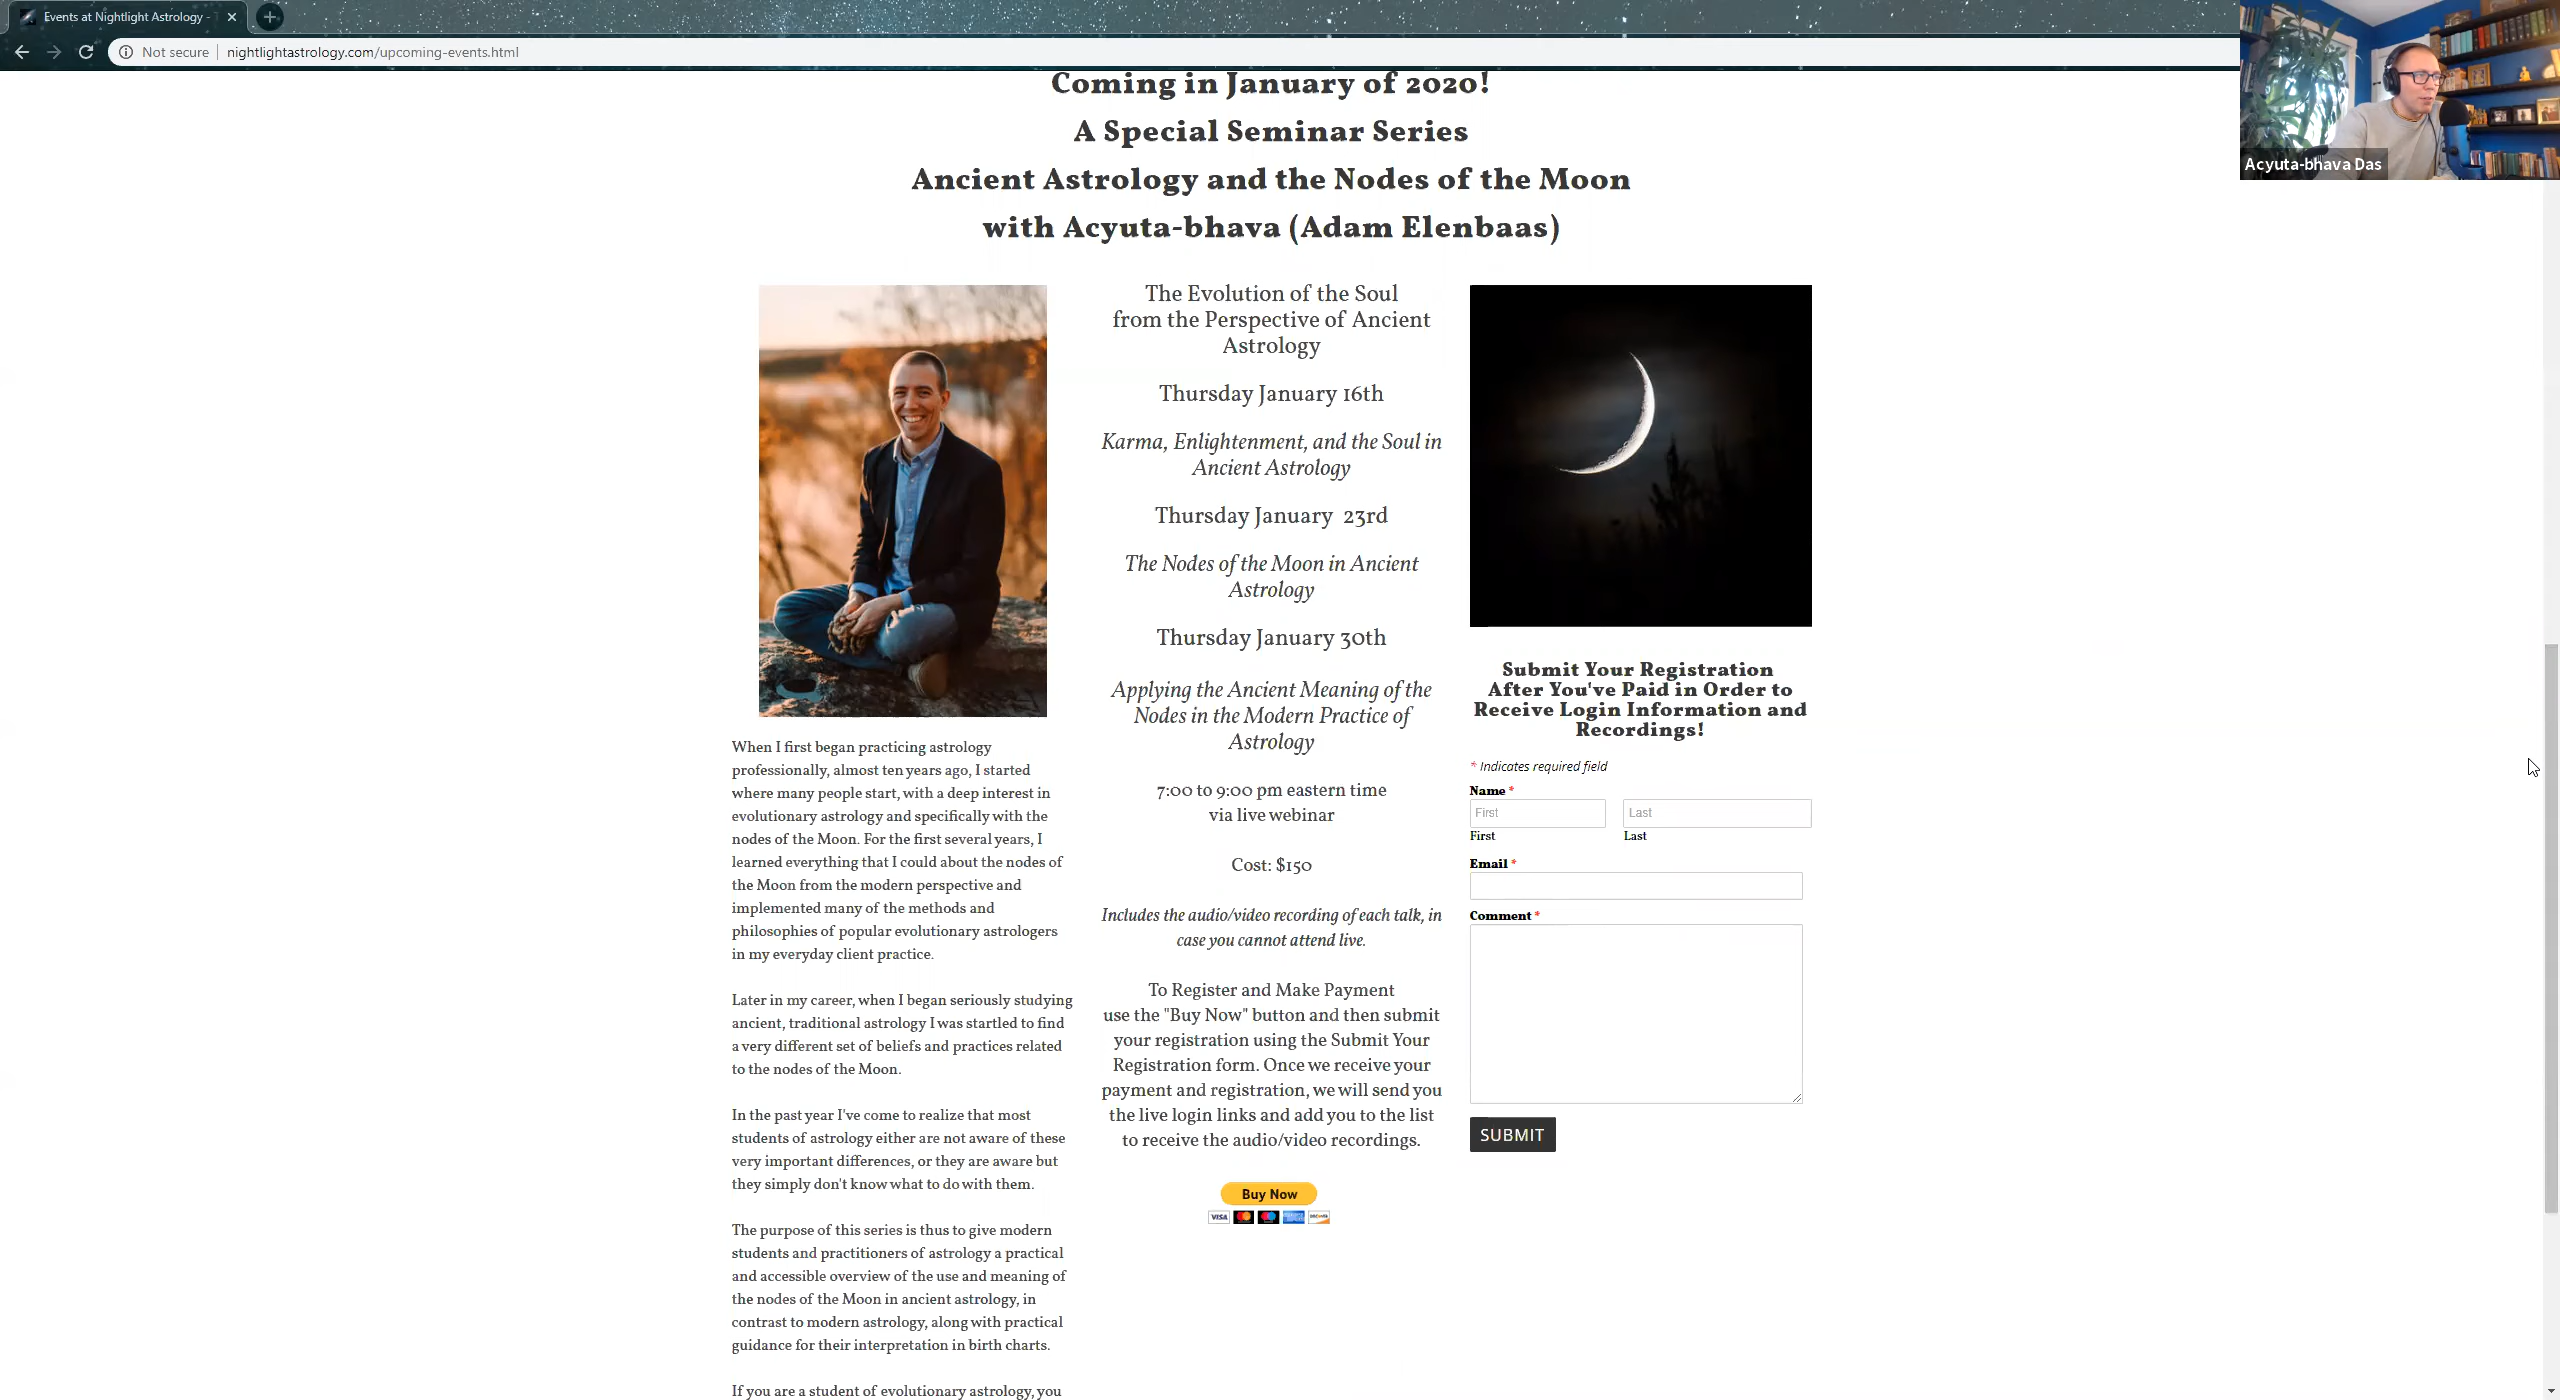 Events at Nightlight Astrology -
Not secure
nightlightastrology.com/upcoming-events.html
Acyuta-bhava Das
Coming in January of 2020!
A Special Seminar Series
Ancient Astrology and the Nodes of the Moon
with Acyuta-bhava (Adam Elenbaas)
When I first began practicing astrology
professionally, almost ten years ago, I started
where many people start, with a deep interest in
evolutionary astrology and specifically with the
nodes of the Moon. For the first several years, I
learned everything that I could about the nodes of
the Moon from the modern perspective and
implemented many of the methods and
philosophies of popular evolutionary astrologers
in my everyday client practice.
Later in my career, when I began seriously studying
ancient, traditional astrology I was startled to find
a very different set of beliefs and practices related
to the nodes of the Moon.
In the past year I've come to realize that most
students of astrology either are not aware of these
very important differences, or they are aware but
they simply don't know what to do with them.
The purpose of this series is thus to give modern
students and practitioners of astrology a practical
and accessible overview of the use and meaning of
the nodes of the Moon in ancient astrology, in
contrast to modern astrology, along with practical
guidance for their interpretation in birth charts.
If you are a student of evolutionary astrology, you
The Evolution of the Soul
from the Perspective of Ancient
Astrology
Thursday January 16th
Karma, Enlightenment, and the Soul in
Ancient Astrology
Thursday January 23rd
The Nodes of the Moon in Ancient
Astrology
Thursday January 30th
Applying the Ancient Meaning of the
Nodes in the Modern Practice of
Astrology
7:00 to 9:00 pm eastern time
via live webinar
Cost: $150
Includes the audio/video recording of each talk, in
case you cannot attend live.
To Register and Make Payment
use the "Buy Now" button and then submit
your registration using the Submit Your
Registration form. Once we receive your
payment and registration, we will send you
the live login links and add you to the list
to receive the audio/video recordings.
Buy Now
VISA
Submit Your Registration
After You've Paid in Order to
Receive Login Information and
Recordings!
* Indicates required field
Name *
First Last
First Last
Email *
Comment *
SUBMIT